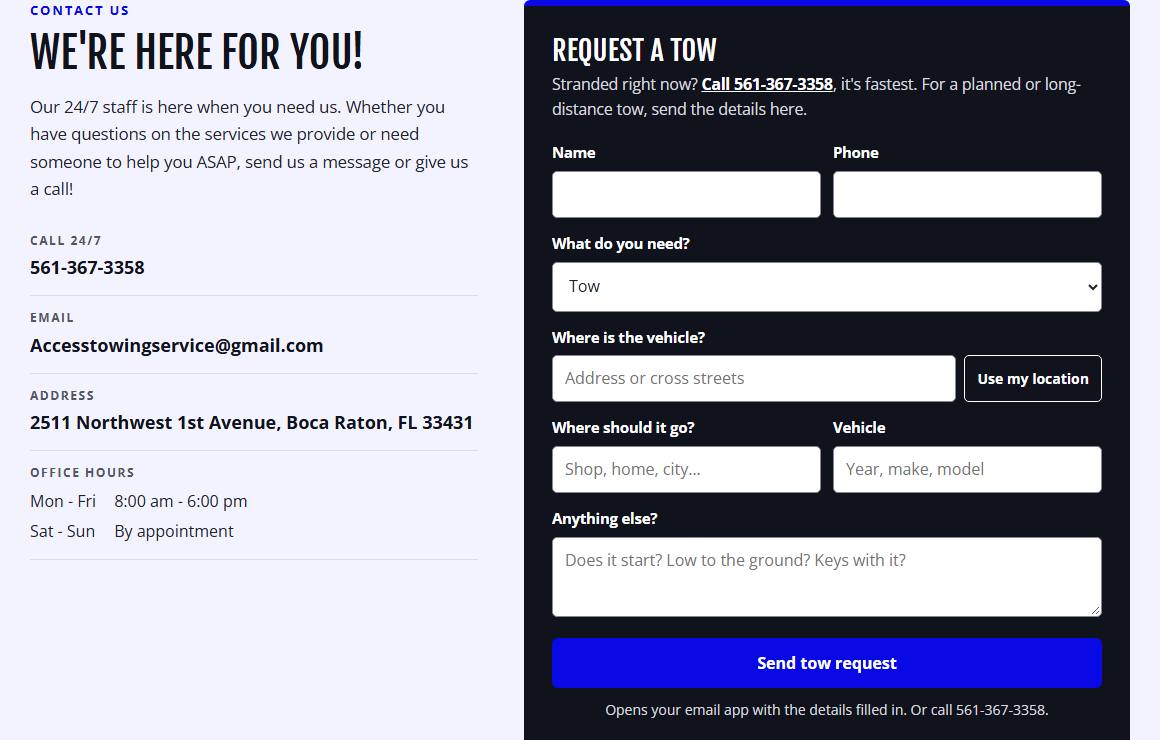 CONTACT US
WE'RE HERE FOR YOU!
Our 24/7 staff is here when you need us. Whether you
have questions on the services we provide or need
someone to help you ASAP, send us a message or give us
a call!
CALL 24/7
561-367-3358
EMAIL
Accesstowingservice@gmail.com
ADDRESS
2511 Northwest 1st Avenue, Boca Raton, FL 33431
OFFICE HOURS
Mon - Fri 8:00 am - 6:00 pm
Sat - Sun By appointment
REQUEST A TOW
Stranded right now? Call 561-367-3358, it's fastest. For a planned or long-
distance tow, send the details here.
Name Phone
What do you need?
Tow
Where is the vehicle?
Address or cross streets Use my location
Where should it go? Vehicle
Shop, home, city... Year, make, model
Anything else?
Does it start? Low to the ground? Keys with it?
Send tow request
Opens your email app with the details filled in. Or call 561-367-3358.